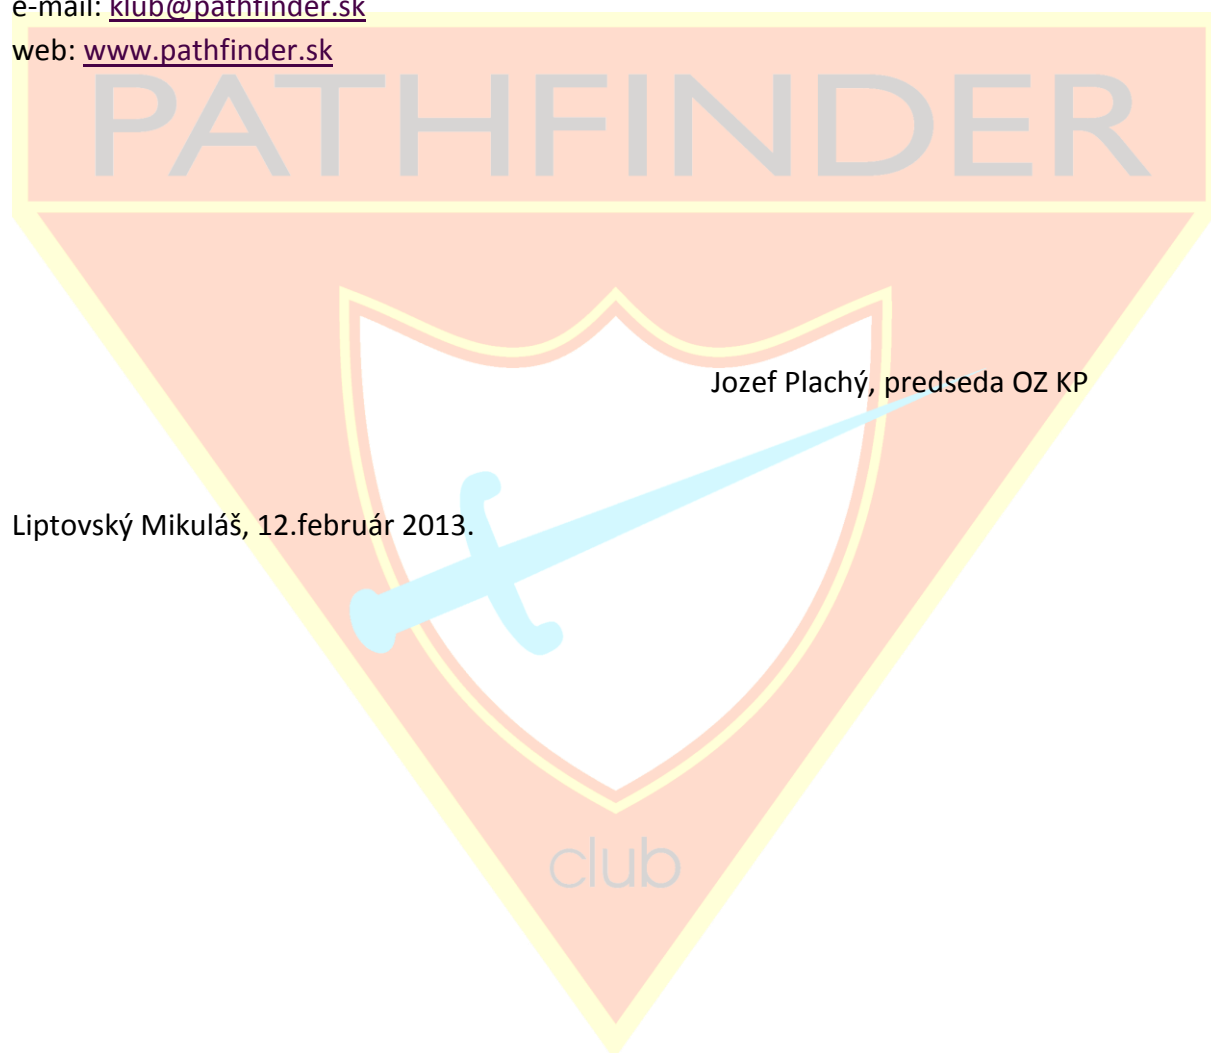 e-mail: klub@pathfinder.sk
web: www.pathfinder.sk
PATHFINDER
Jozef Plachý, predseda OZ KP
Liptovský Mikuláš, 12.február 2013.
club